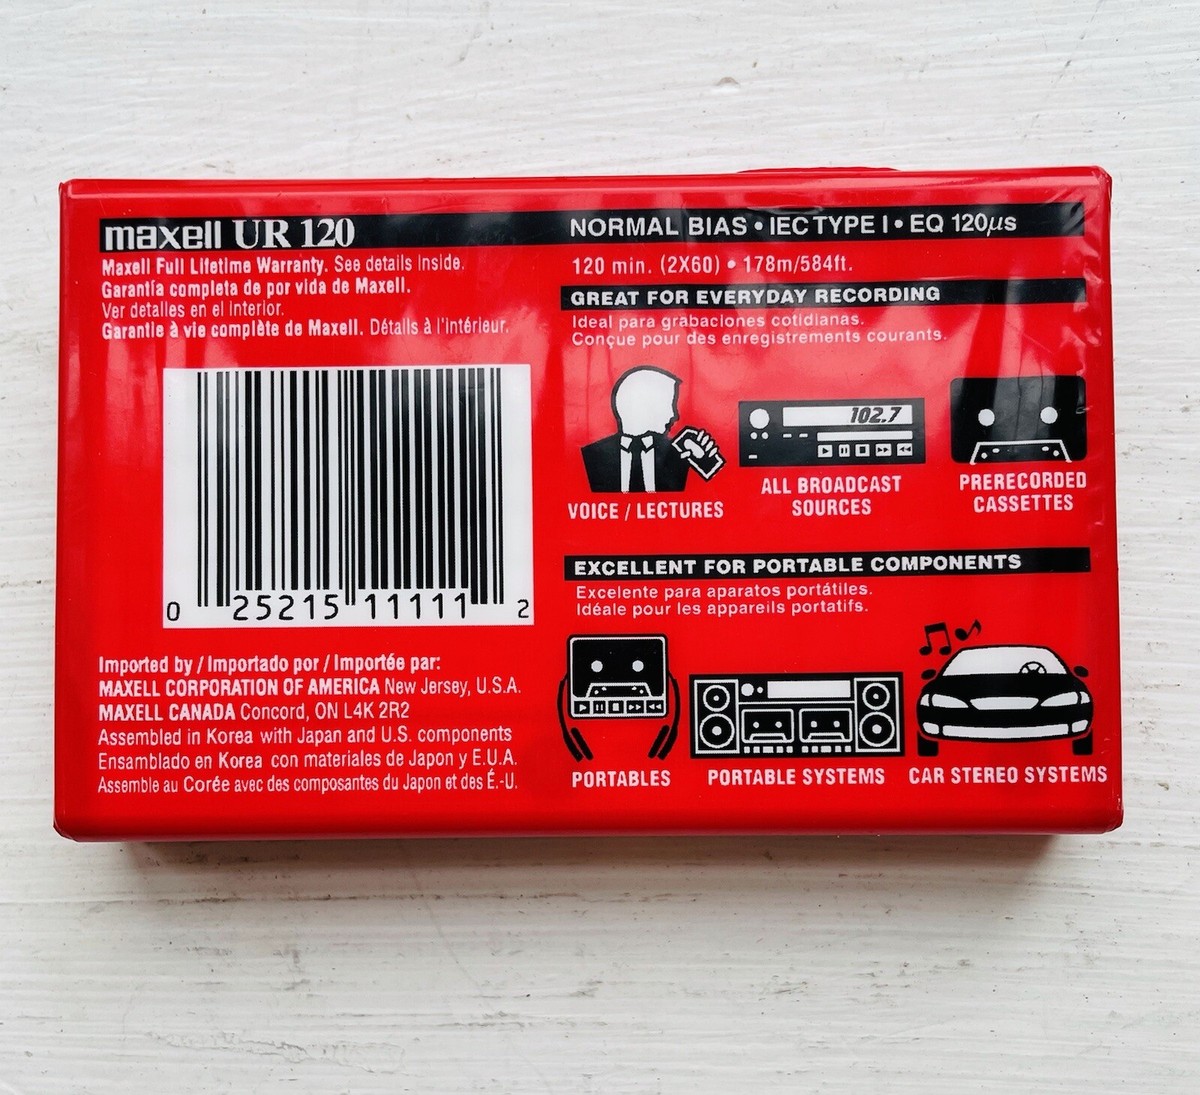 maxell UR 120
Maxell Full Lifetime Warranty. See details inside.
Garantía completa de por vida de Maxell.
Ver detalles en el interior.
Garantie à vie complète de Maxell. Détails à l'intérieur.
0 25215 11111 2
Imported by / Importado por / Importée par:
MAXELL CORPORATION OF AMERICA New Jersey, U.S.A.
MAXELL CANADA Concord, ON L4K 2R2
Assembled in Korea with Japan and U.S. components
Ensamblado en Korea con materiales de Japon y E.U.A.
Assemble au Corée avec des composantes du Japon et des É.-U.
NORMAL BIAS • IEC TYPE I • EQ 120µs
120 min. (2X60) • 178m/584ft.
GREAT FOR EVERYDAY RECORDING
Ideal para grabaciones cotidianas.
Conçue pour des enregistrements courants.
102.7
VOICE / LECTURES
ALL BROADCAST
SOURCES
PRERECORDED
CASSETTES
EXCELLENT FOR PORTABLE COMPONENTS
Excelente para aparatos portátiles.
Idéale pour les appareils portatifs.
PORTABLES
PORTABLE SYSTEMS
CAR STEREO SYSTEMS